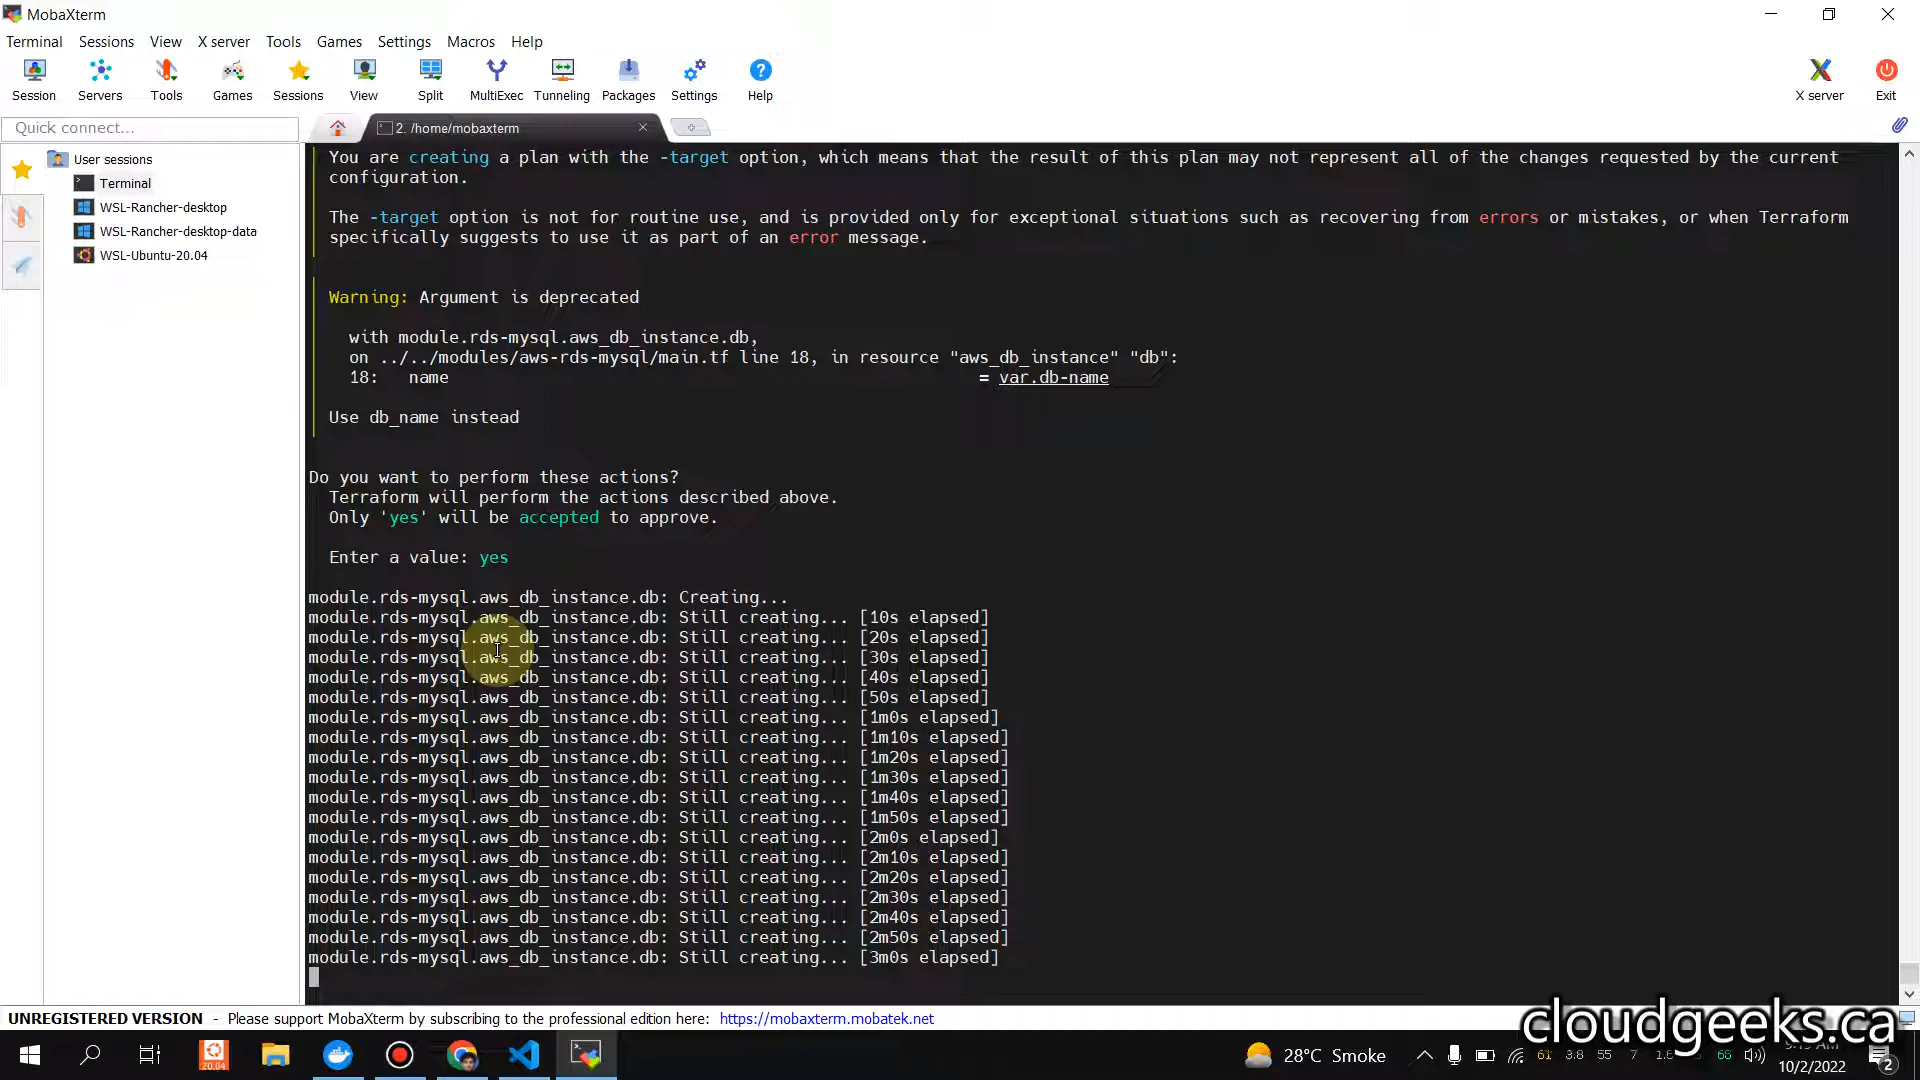 MobaXterm
Terminal Sessions View X server Tools Games Settings Macros Help
Session Servers Tools Games Sessions View Split MultiExec Tunneling Packages Settings Help X server Exit
Quick connect...
2. /home/mobaxterm
User sessions
Terminal
WSL-Rancher-desktop
WSL-Rancher-desktop-data
WSL-Ubuntu-20.04
You are creating a plan with the -target option, which means that the result of this plan may not represent all of the changes requested by the current
configuration.
The -target option is not for routine use, and is provided only for exceptional situations such as recovering from errors or mistakes, or when Terraform
specifically suggests to use it as part of an error message.
Warning: Argument is deprecated
with module.rds-mysql.aws_db_instance.db,
on ../../modules/aws-rds-mysql/main.tf line 18, in resource "aws_db_instance" "db":
18: name = var.db-name
Use db_name instead
Do you want to perform these actions?
Terraform will perform the actions described above.
Only 'yes' will be accepted to approve.
Enter a value: yes
module.rds-mysql.aws_db_instance.db: Creating...
module.rds-mysql.aws_db_instance.db: Still creating... [10s elapsed]
module.rds-mysql.aws_db_instance.db: Still creating... [20s elapsed]
module.rds-mysql.aws_db_instance.db: Still creating... [30s elapsed]
module.rds-mysql.aws_db_instance.db: Still creating... [40s elapsed]
module.rds-mysql.aws_db_instance.db: Still creating... [50s elapsed]
module.rds-mysql.aws_db_instance.db: Still creating... [1m0s elapsed]
module.rds-mysql.aws_db_instance.db: Still creating... [1m10s elapsed]
module.rds-mysql.aws_db_instance.db: Still creating... [1m20s elapsed]
module.rds-mysql.aws_db_instance.db: Still creating... [1m30s elapsed]
module.rds-mysql.aws_db_instance.db: Still creating... [1m40s elapsed]
module.rds-mysql.aws_db_instance.db: Still creating... [1m50s elapsed]
module.rds-mysql.aws_db_instance.db: Still creating... [2m0s elapsed]
module.rds-mysql.aws_db_instance.db: Still creating... [2m10s elapsed]
module.rds-mysql.aws_db_instance.db: Still creating... [2m20s elapsed]
module.rds-mysql.aws_db_instance.db: Still creating... [2m30s elapsed]
module.rds-mysql.aws_db_instance.db: Still creating... [2m40s elapsed]
module.rds-mysql.aws_db_instance.db: Still creating... [2m50s elapsed]
module.rds-mysql.aws_db_instance.db: Still creating... [3m0s elapsed]
UNREGISTERED VERSION - Please support MobaXterm by subscribing to the professional edition here: https://mobaxterm.mobatek.net
cloudgeeks.ca
20.04
28°C Smoke
61 3.8 55 7 68
10/2/2022
2